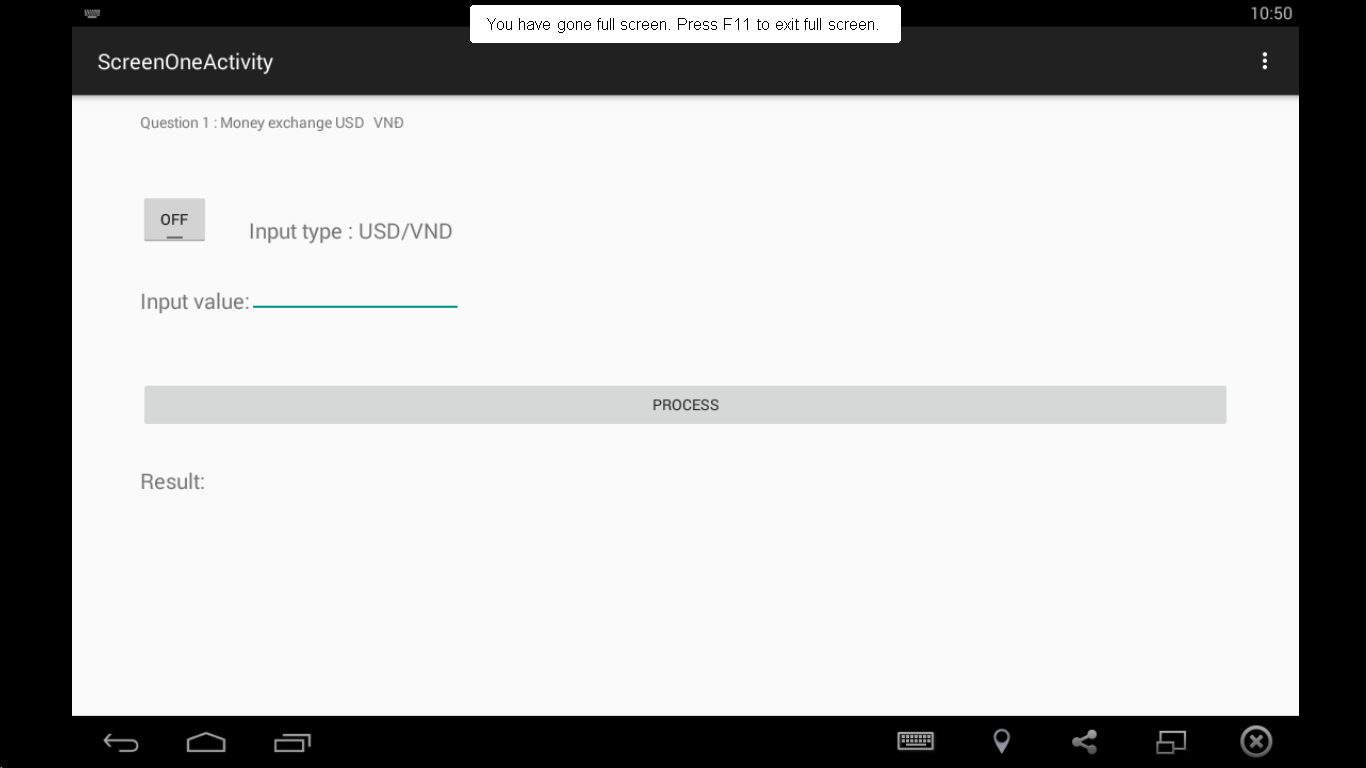 10:50
You have gone full screen. Press F11 to exit full screen.
ScreenOneActivity
Question 1 : Money exchange USD VNĐ
OFF
Input type : USD/VND
Input value:
PROCESS
Result: